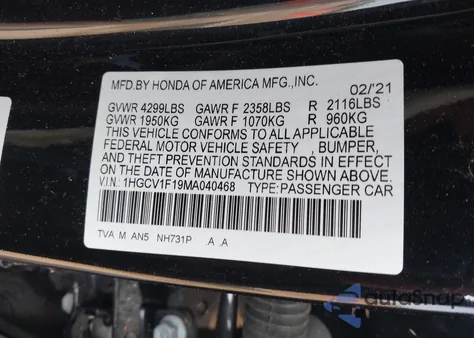 MFD.BY HONDA OF AMERICA MFG.,INC. 02/'21
GVWR 4299LBS GAWR F 2358LBS R 2116LBS
GVWR 1950KG GAWR F 1070KG R 960KG
THIS VEHICLE CONFORMS TO ALL APPLICABLE
FEDERAL MOTOR VEHICLE SAFETY , BUMPER,
AND THEFT PREVENTION STANDARDS IN EFFECT
ON THE DATE OF MANUFACTURE SHOWN ABOVE.
V.I.N.: 1HGCV1F19MA040468 TYPE:PASSENGER CAR
TVA M AN5 NH731P .A .A
autoSnap